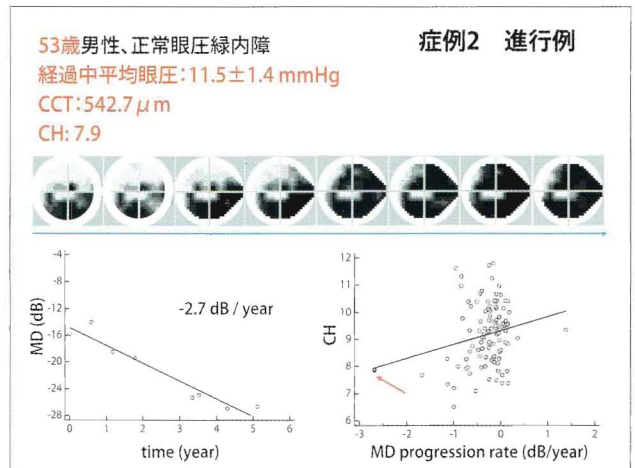 53歳男性、正常眼圧緑内障
症例2 進行例
経過中平均眼圧:11.5±1.4 mmHg
CCT:542.7μm
CH: 7.9
-4
-8
-12
-16
-20
-24
-28
MD (dB)
-2.7 dB / year
0
1
2
3
4
5
6
time (year)
12
11
10
9
8
7
6
CH
-3
-2
-1
0
1
2
MD progression rate (dB/year)